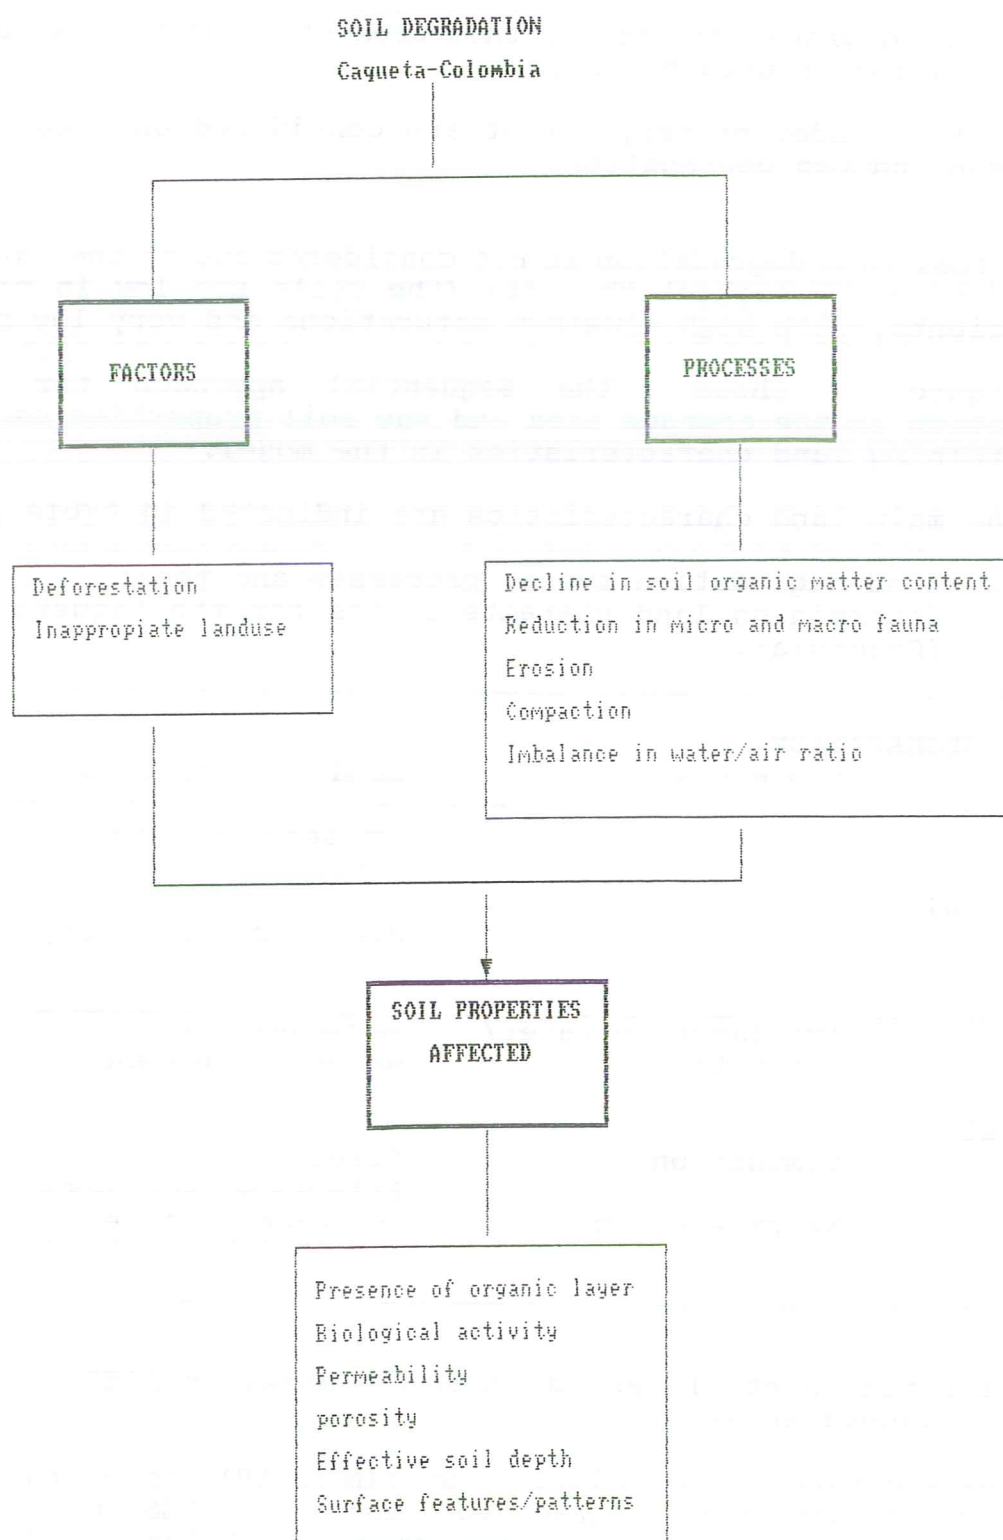 SOIL DEGRADATION
Caqueta-Colombia
FACTORS
PROCESSES
Deforestation
Inappropiate landuse
Decline in soil organic matter content
Reduction in micro and macro fauna
Erosion
Compaction
Imbalance in water/air ratio
SOIL PROPERTIES
AFFECTED
Presence of organic layer
Biological activity
Permeability
porosity
Effective soil depth
Surface features/patterns